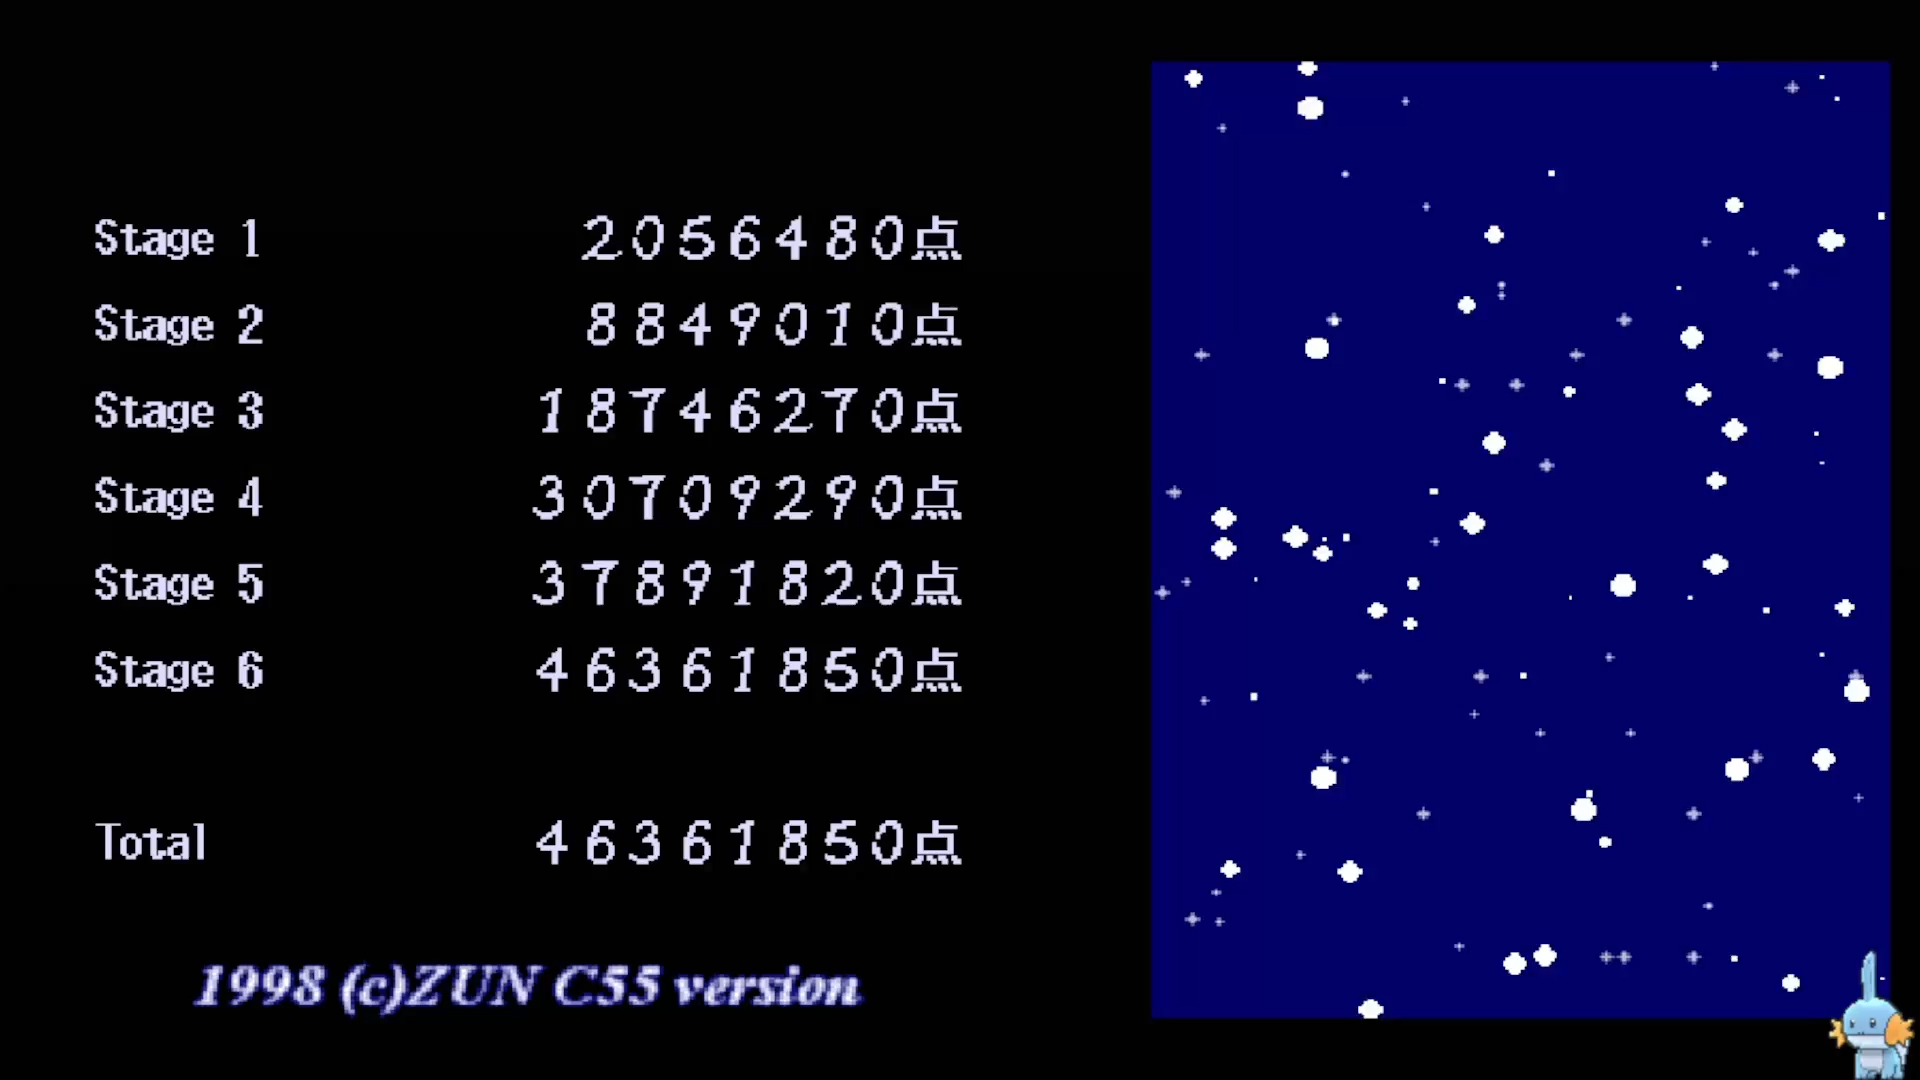 Stage 1 2056480点
Stage 2 8849010点
Stage 3 18746270点
Stage 4 30709290点
Stage 5 37891820点
Stage 6 46361850点
Total 46361850点
1998 (c)ZUN C55 version